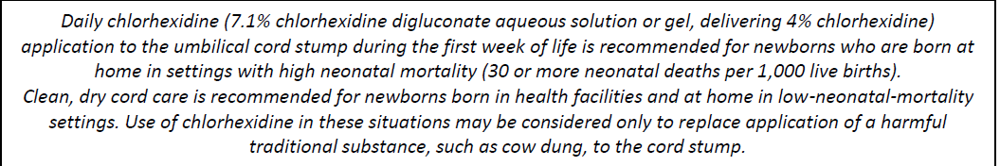 Daily chlorhexidine (7.1% chlorhexidine digluconate aqueous solution or gel, delivering 4% chlorhexidine)
application to the umbilical cord stump during the first week of life is recommended for newborns who are born at
home in settings with high neonatal mortality (30 or more neonatal deaths per 1,000 live births).
Clean, dry cord care is recommended for newborns born in health facilities and at home in low-neonatal-mortality
settings. Use of chlorhexidine in these situations may be considered only to replace application of a harmful
traditional substance, such as cow dung, to the cord stump.